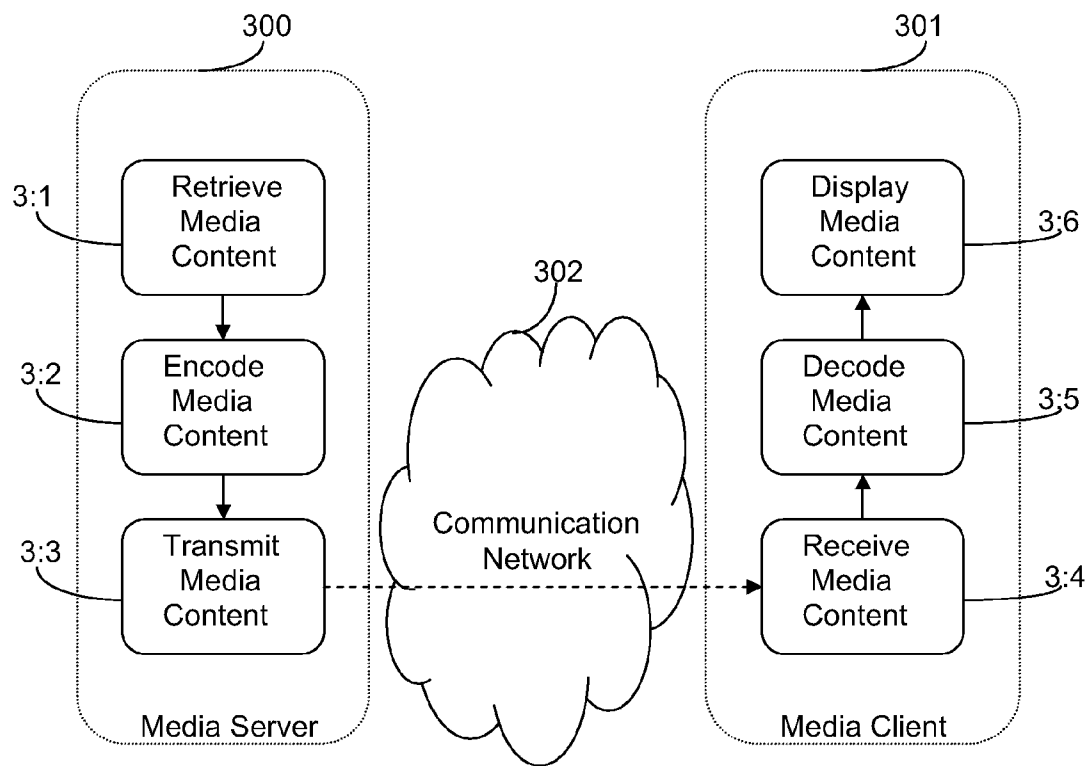 300
301
3:1
Retrieve
Media
Content
Display
Media
Content
3:6
302
3:2
Encode
Media
Content
Decode
Media
Content
3:5
Communication
Network
3:3
Transmit
Media
Content
Receive
Media
Content
3:4
Media Server
Media Client